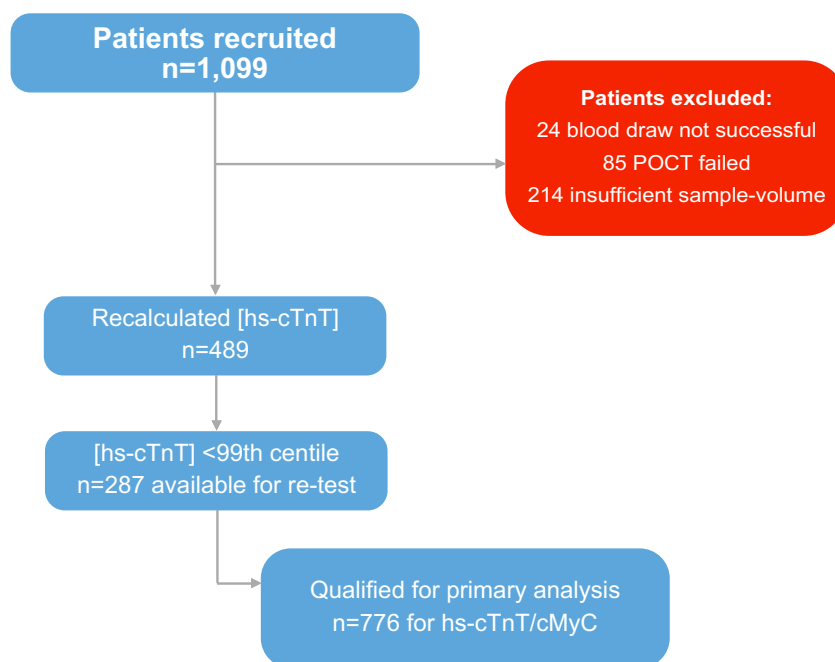 Patients recruited
n=1,099
Patients excluded:
24 blood draw not successful
85 POCT failed
214 insufficient sample-volume
Recalculated [hs-cTnT]
n=489
[hs-cTnT] <99th centile
n=287 available for re-test
Qualified for primary analysis
n=776 for hs-cTnT/cMyC